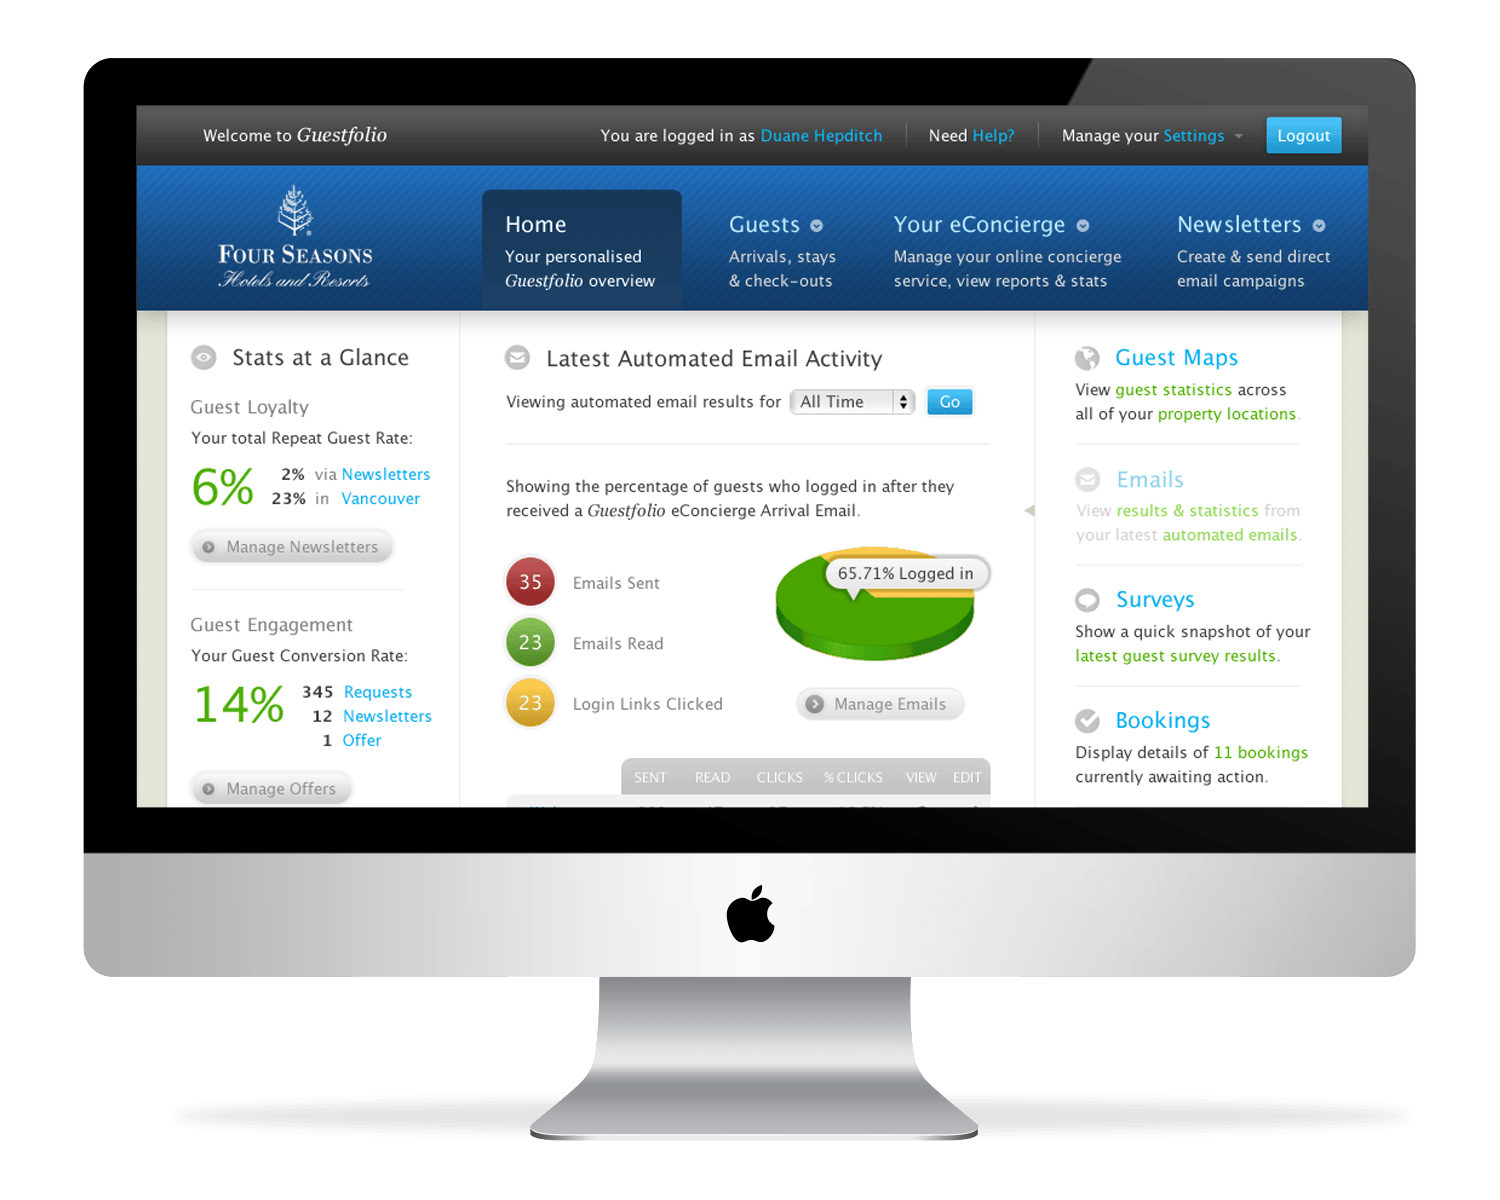 Welcome to Guestfolio
You are logged in as Duane Hepditch
Need Help?
Manage your Settings
Logout
FOUR SEASONS
Hotels and Resorts
Home
Your personalised
Guestfolio overview
Guests
Arrivals, stays
& check-outs
Your eConcierge
Manage your online concierge
service, view reports & stats
Newsletters
Create & send direct
email campaigns
Stats at a Glance
Guest Loyalty
Your total Repeat Guest Rate:
6%
2% via Newsletters
23% in Vancouver
Manage Newsletters
Guest Engagement
Your Guest Conversion Rate:
14%
345 Requests
12 Newsletters
1 Offer
Manage Offers
Latest Automated Email Activity
Viewing automated email results for All Time Go
Showing the percentage of guests who logged in after they
received a Guestfolio eConcierge Arrival Email.
35 Emails Sent
23 Emails Read
23 Login Links Clicked
65.71% Logged in
Manage Emails
SENT READ CLICKS % CLICKS VIEW EDIT
Guest Maps
View guest statistics across
all of your property locations.
Emails
View results & statistics from
your latest automated emails.
Surveys
Show a quick snapshot of your
latest guest survey results.
Bookings
Display details of 11 bookings
currently awaiting action.